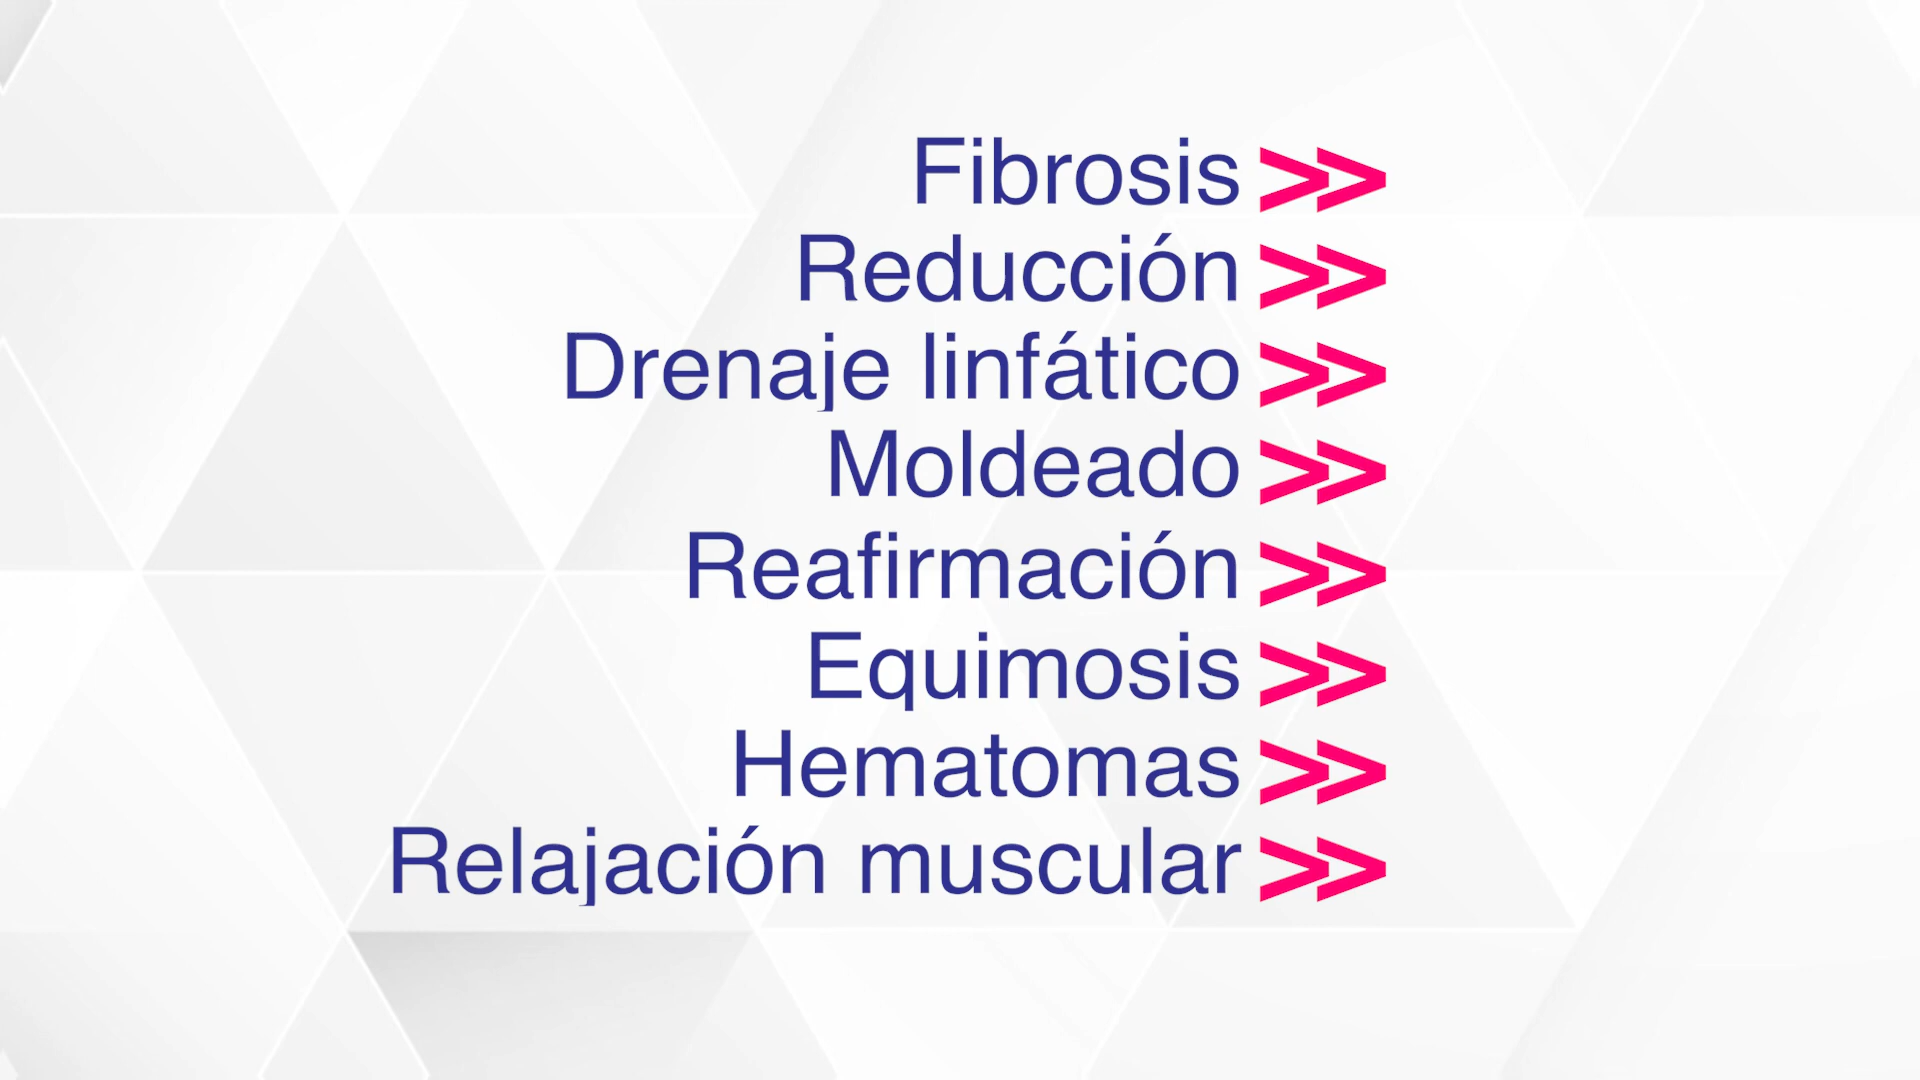 Fibrosis >>
Reducción >>
Drenaje linfático >>
Moldeado >>
Reafirmación >>
Equimosis >>
Hematomas >>
Relajación muscular >>